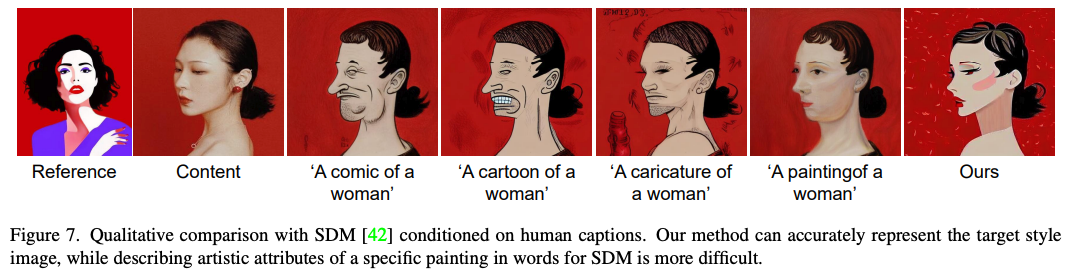 Reference
Content
‘A comic of a
woman’
‘A cartoon of a
woman’
‘A caricature of
a woman’
‘A paintingof a
woman’
Ours
Figure 7. Qualitative comparison with SDM [42] conditioned on human captions. Our method can accurately represent the target style
image, while describing artistic attributes of a specific painting in words for SDM is more difficult.